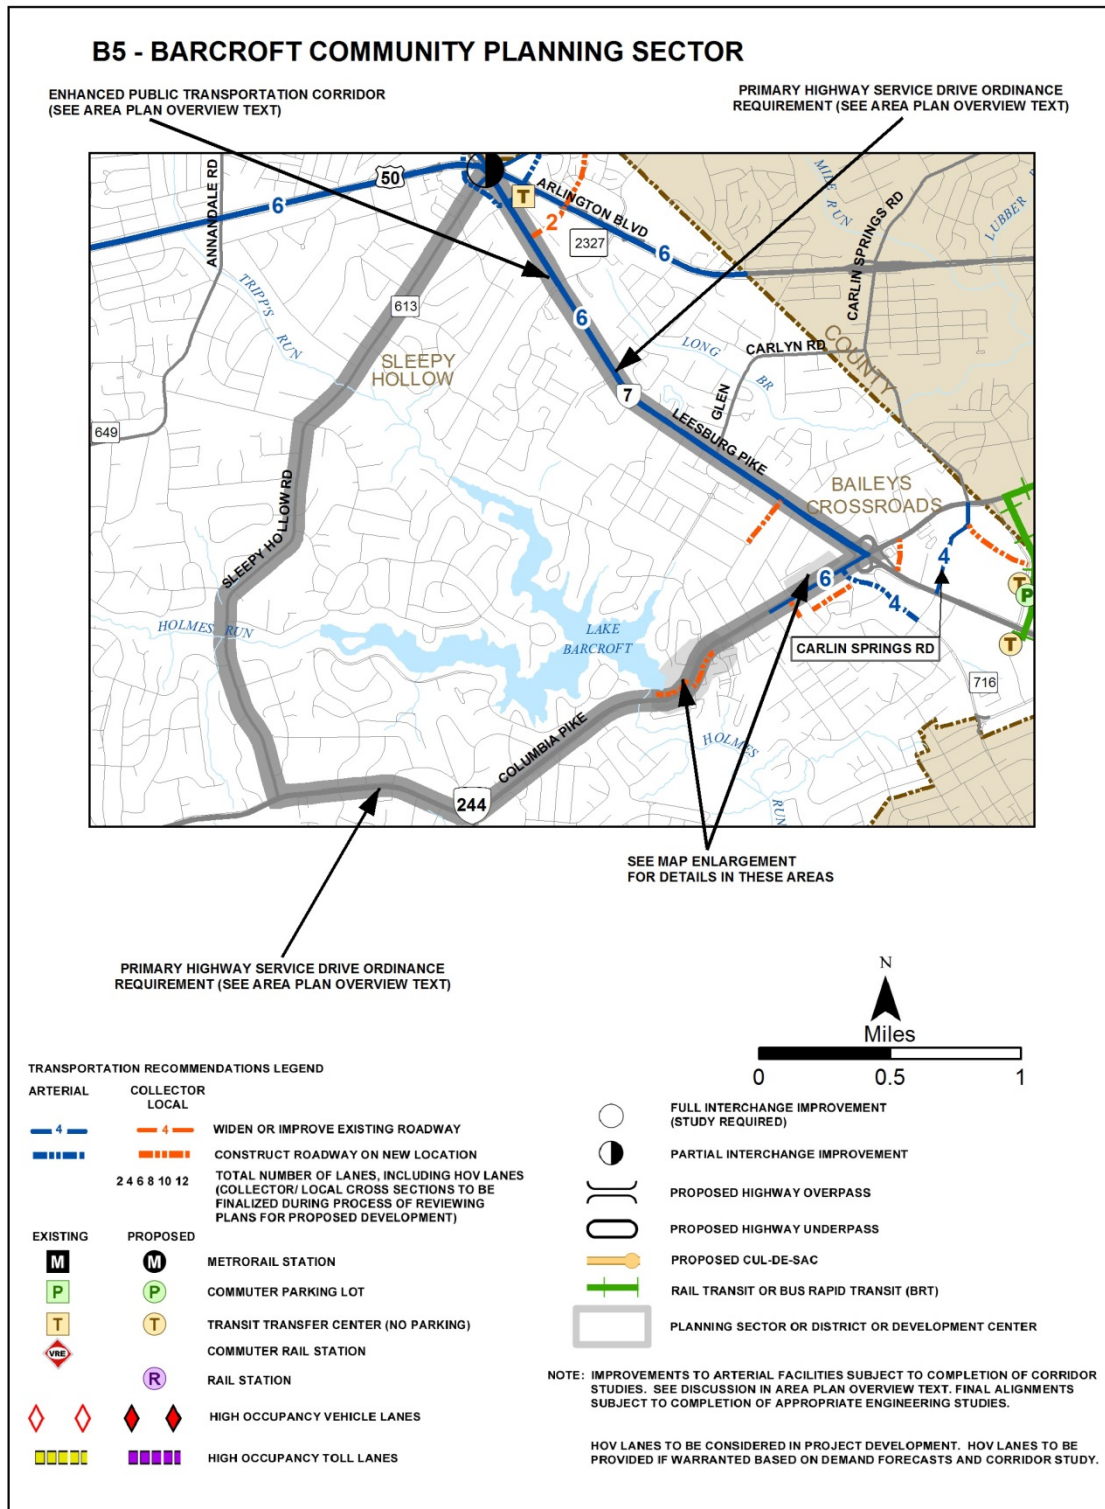 B5 - BARCROFT COMMUNITY PLANNING SECTOR
ENHANCED PUBLIC TRANSPORTATION CORRIDOR
(SEE AREA PLAN OVERVIEW TEXT)
PRIMARY HIGHWAY SERVICE DRIVE ORDINANCE
REQUIREMENT (SEE AREA PLAN OVERVIEW TEXT)
ANNANDALE RD
50
6
T
ARLINGTON BLVD
2
2327
6
MILE RUN
LUBBER
CARLIN SPRINGS RD
TRIPP'S RUN
613
SLEEPY
HOLLOW
6
LONG
BR
CARLYN RD
GLEN
COUNTY
7
LEESBURG PIKE
649
BAILEYS
CROSSROADS
SLEEPY HOLLOW RD
6
4
4
T
P
T
HOLMES RUN
LAKE
BARCROFT
CARLIN SPRINGS RD
716
COLUMBIA PIKE
HOLMES
RUN
244
SEE MAP ENLARGEMENT
FOR DETAILS IN THESE AREAS
PRIMARY HIGHWAY SERVICE DRIVE ORDINANCE
REQUIREMENT (SEE AREA PLAN OVERVIEW TEXT)
N
Miles
0 0.5 1
TRANSPORTATION RECOMMENDATIONS LEGEND
ARTERIAL COLLECTOR
LOCAL
4 4 WIDEN OR IMPROVE EXISTING ROADWAY
CONSTRUCT ROADWAY ON NEW LOCATION
2 4 6 8 10 12 TOTAL NUMBER OF LANES, INCLUDING HOV LANES
(COLLECTOR/ LOCAL CROSS SECTIONS TO BE
FINALIZED DURING PROCESS OF REVIEWING
PLANS FOR PROPOSED DEVELOPMENT)
EXISTING PROPOSED
M M METRORAIL STATION
P P COMMUTER PARKING LOT
T T TRANSIT TRANSFER CENTER (NO PARKING)
VRE COMMUTER RAIL STATION
R RAIL STATION
HIGH OCCUPANCY VEHICLE LANES
HIGH OCCUPANCY TOLL LANES
FULL INTERCHANGE IMPROVEMENT
(STUDY REQUIRED)
PARTIAL INTERCHANGE IMPROVEMENT
PROPOSED HIGHWAY OVERPASS
PROPOSED HIGHWAY UNDERPASS
PROPOSED CUL-DE-SAC
RAIL TRANSIT OR BUS RAPID TRANSIT (BRT)
PLANNING SECTOR OR DISTRICT OR DEVELOPMENT CENTER
NOTE: IMPROVEMENTS TO ARTERIAL FACILITIES SUBJECT TO COMPLETION OF CORRIDOR
STUDIES. SEE DISCUSSION IN AREA PLAN OVERVIEW TEXT. FINAL ALIGNMENTS
SUBJECT TO COMPLETION OF APPROPRIATE ENGINEERING STUDIES.
HOV LANES TO BE CONSIDERED IN PROJECT DEVELOPMENT. HOV LANES TO BE
PROVIDED IF WARRANTED BASED ON DEMAND FORECASTS AND CORRIDOR STUDY.